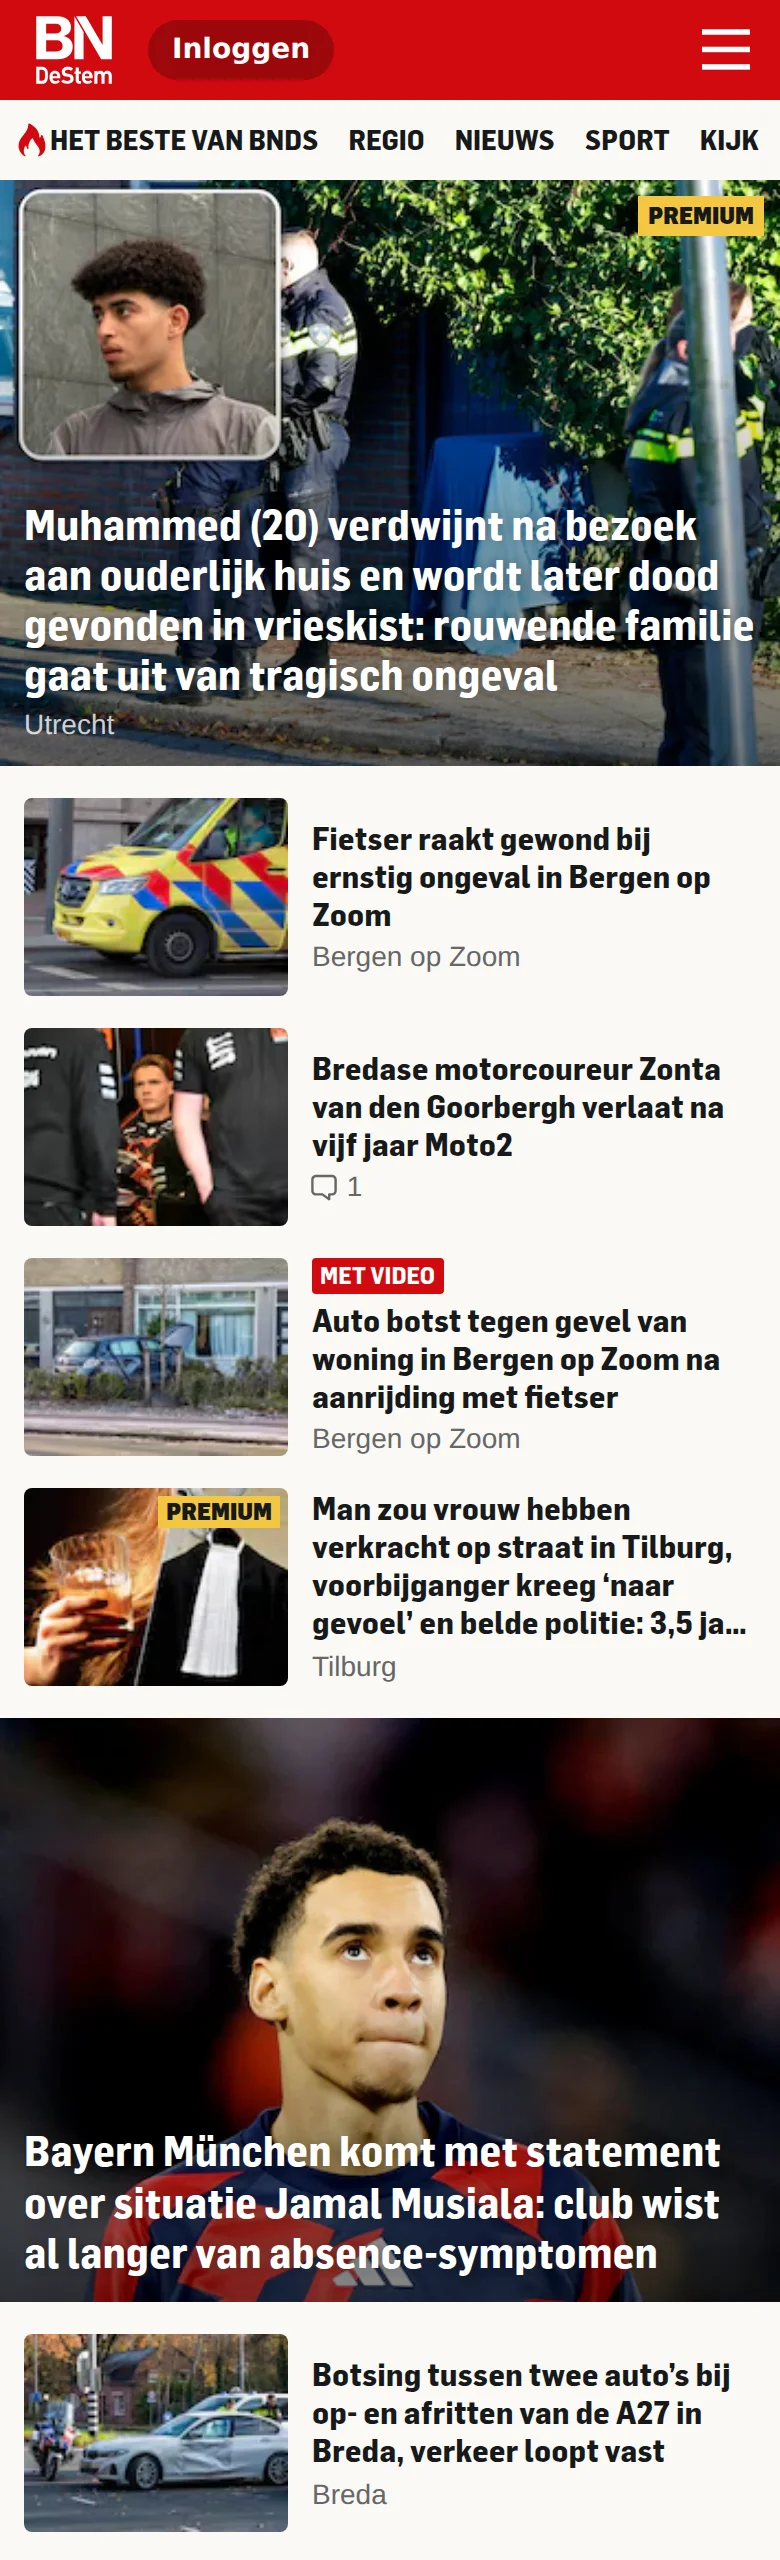 BN
DeStem
Inloggen
HET BESTE VAN BNDS REGIO NIEUWS SPORT KIJK
PREMIUM
Muhammed (20) verdwijnt na bezoek
aan ouderlijk huis en wordt later dood
gevonden in vrieskist: rouwende familie
gaat uit van tragisch ongeval
Utrecht
Fietser raakt gewond bij
ernstig ongeval in Bergen op
Zoom
Bergen op Zoom
Bredase motorcoureur Zonta
van den Goorbergh verlaat na
vijf jaar Moto2
1
MET VIDEO
Auto botst tegen gevel van
woning in Bergen op Zoom na
aanrijding met fietser
Bergen op Zoom
PREMIUM
Man zou vrouw hebben
verkracht op straat in Tilburg,
voorbijganger kreeg ‘naar
gevoel’ en belde politie: 3,5 ja...
Tilburg
Bayern München komt met statement
over situatie Jamal Musiala: club wist
al langer van absence-symptomen
Botsing tussen twee auto’s bij
op- en afritten van de A27 in
Breda, verkeer loopt vast
Breda